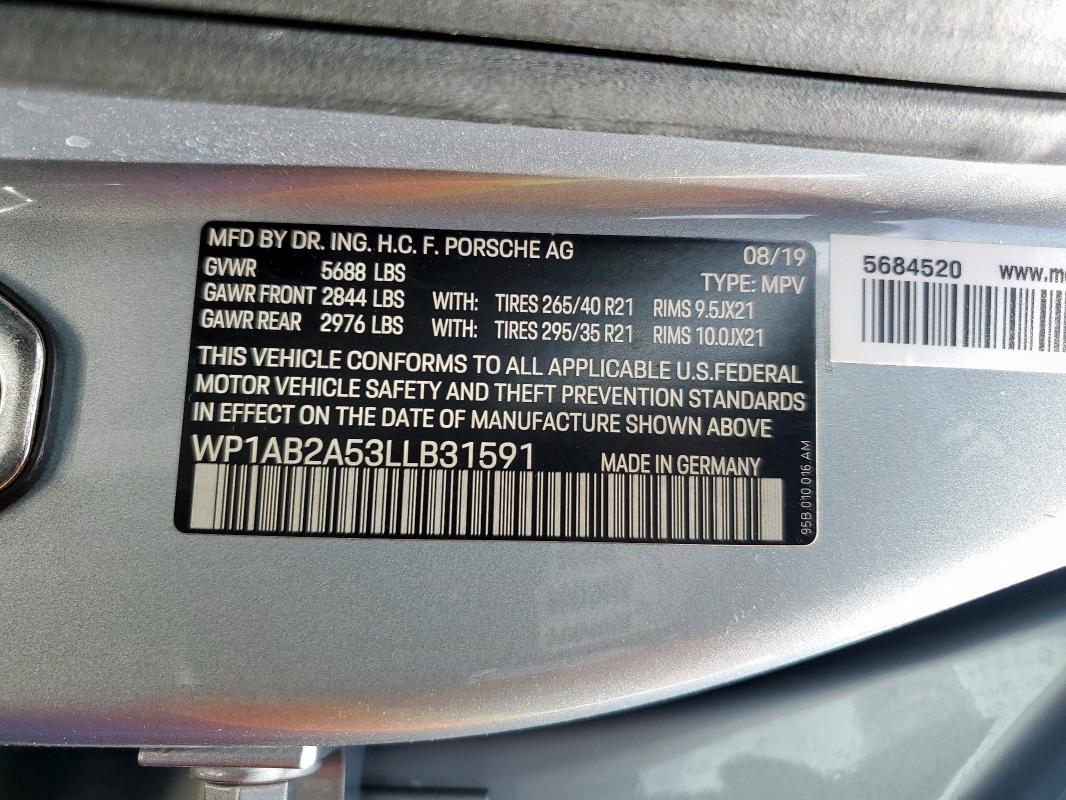 MFD BY DR. ING. H.C. F. PORSCHE AG 08/19
GVWR 5688 LBS TYPE: MPV
GAWR FRONT 2844 LBS WITH: TIRES 265/40 R21 RIMS 9.5JX21
GAWR REAR 2976 LBS WITH: TIRES 295/35 R21 RIMS 10.0JX21
THIS VEHICLE CONFORMS TO ALL APPLICABLE U.S.FEDERAL
MOTOR VEHICLE SAFETY AND THEFT PREVENTION STANDARDS
IN EFFECT ON THE DATE OF MANUFACTURE SHOWN ABOVE
WP1AB2A53LLB31591 MADE IN GERMANY
95B.010.016.AM
5684520 www.m